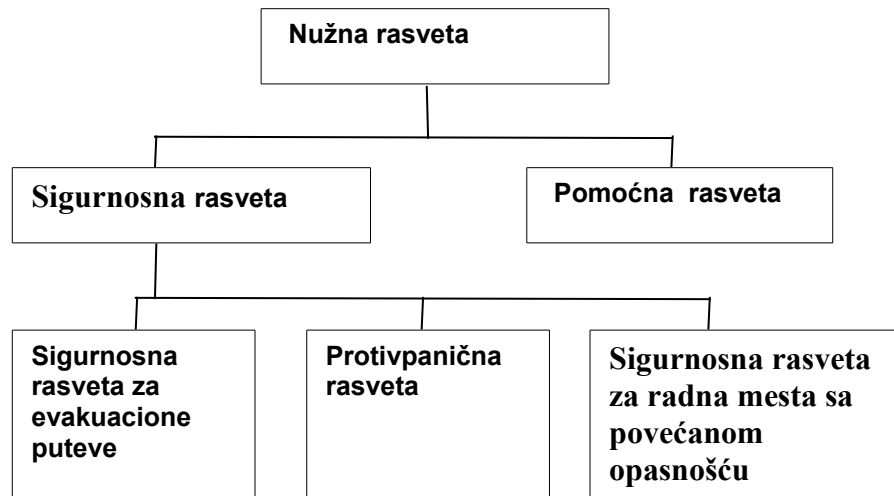 Nužna rasveta
Sigurnosna rasveta
Pomoćna rasveta
Sigurnosna
rasveta za
evakuacione
puteve
Protivpanična
rasveta
Sigurnosna rasveta
za radna mesta sa
povećanom
opasnošću